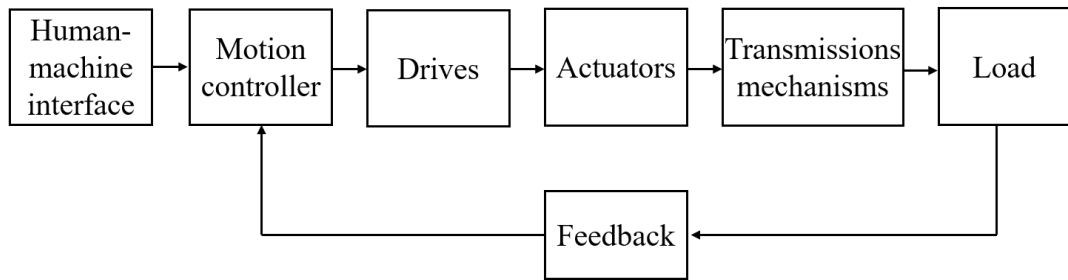 Human-
machine
interface
Motion
controller
Drives
Actuators
Transmissions
mechanisms
Load
Feedback